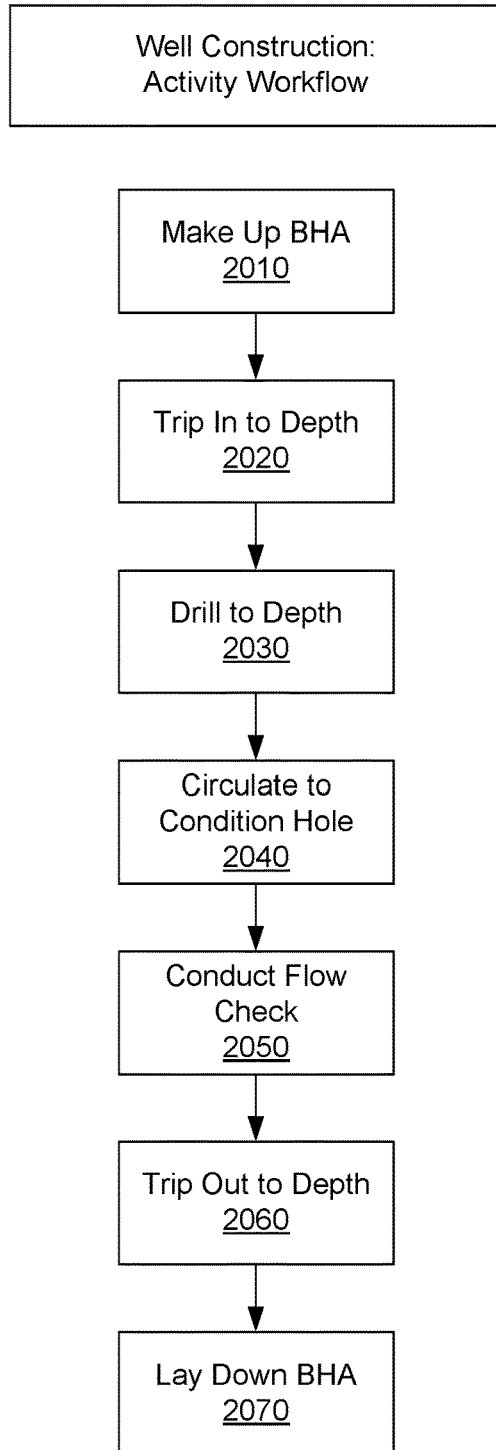 Well Construction:
Activity Workflow
Make Up BHA
2010
Trip In to Depth
2020
Drill to Depth
2030
Circulate to
Condition Hole
2040
Conduct Flow
Check
2050
Trip Out to Depth
2060
Lay Down BHA
2070